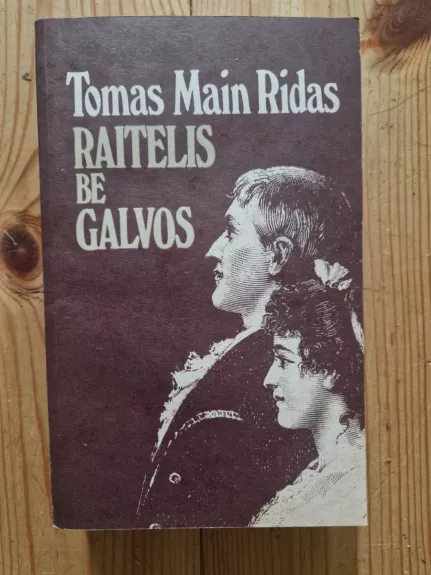 Tomas Main Ridas
RAITELIS
BE
GALVOS